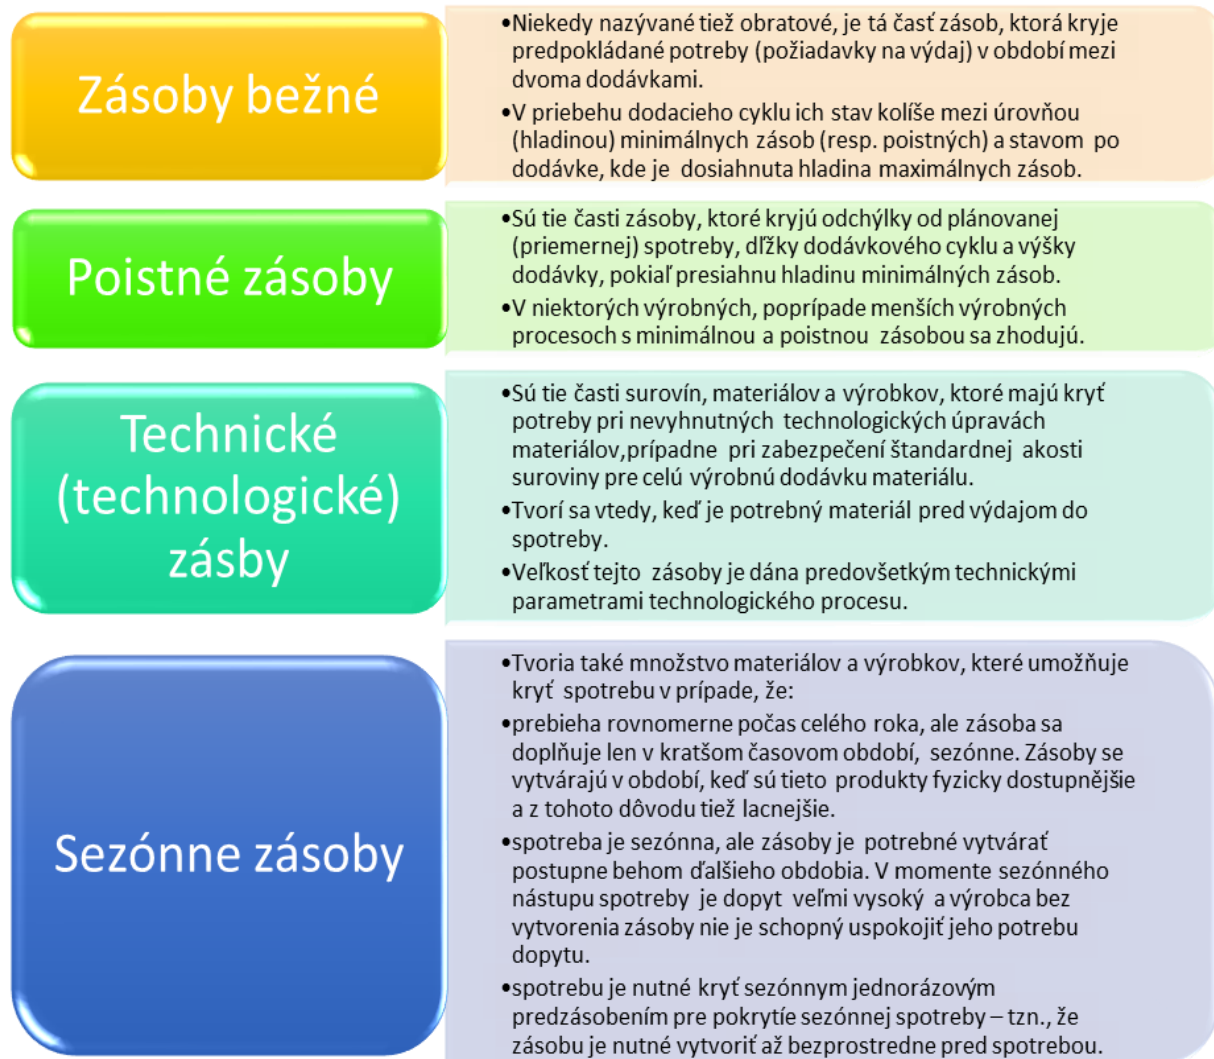 Zásoby bežné
•Niekedy nazývané tiež obratové, je tá časť zásob, ktorá kryje
predpokládané potreby (požiadavky na výdaj) v období mezi
dvoma dodávkami.
•V priebehu dodacieho cyklu ich stav kolíše mezi úrovňou
(hladinou) minimálnych zásob (resp. poistných) a stavom po
dodávke, kde je dosiahnuta hladina maximálnych zásob.
Poistné zásoby
•Sú tie časti zásoby, ktoré kryjú odchýlky od plánovanej
(priemernej) spotreby, dľžky dodávkového cyklu a výšky
dodávky, pokiaľ presiahnu hladinu minimálných zásob.
•V niektorých výrobných, poprípade menších výrobných
procesoch s minimálnou a poistnou zásobou sa zhodujú.
Technické
(technologické)
zásby
•Sú tie časti surovín, materiálov a výrobkov, ktoré majú kryť
potreby pri nevyhnutných technologických úpravách
materiálov,prípadne pri zabezpečení štandardnej akosti
suroviny pre celú výrobnú dodávku materiálu.
•Tvorí sa vtedy, keď je potrebný materiál pred výdajom do
spotreby.
•Veľkosť tejto zásoby je dána predovšetkým technickými
parametrami technologického procesu.
Sezónne zásoby
•Tvoria také množstvo materiálov a výrobkov, které umožňuje
kryť spotrebu v prípade, že:
•prebieha rovnomerne počas celého roka, ale zásoba sa
doplňuje len v kratšom časovom období, sezónne. Zásoby se
vytvárajú v období, keď sú tieto produkty fyzicky dostupnějšie
a z tohoto dôvodu tiež lacnejšie.
•spotreba je sezónna, ale zásoby je potrebné vytvárať
postupne behom ďalšieho obdobia. V momente sezónného
nástupu spotreby je dopyt veľmi vysoký a výrobca bez
vytvorenia zásoby nie je schopný uspokojiť jeho potrebu
dopytu.
•spotrebu je nutné kryť sezónnym jednorázovým
predzásobením pre pokrytíe sezónnej spotreby – tzn., že
zásobu je nutné vytvoriť až bezprostredne pred spotrebou.